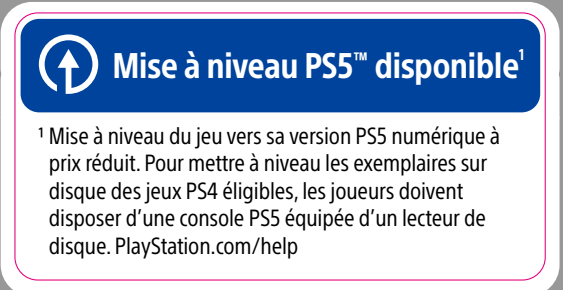 Mise à niveau PS5™ disponible¹
¹ Mise à niveau du jeu vers sa version PS5 numérique à
prix réduit. Pour mettre à niveau les exemplaires sur
disque des jeux PS4 éligibles, les joueurs doivent
disposer d’une console PS5 équipée d’un lecteur de
disque. PlayStation.com/help